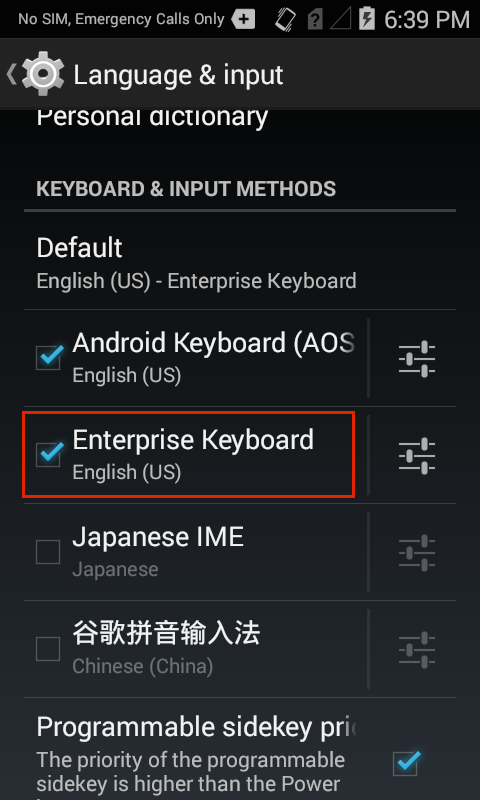 No SIM, Emergency Calls Only 6:39 PM
Language & input
Personal dictionary
KEYBOARD & INPUT METHODS
Default
English (US) - Enterprise Keyboard
Android Keyboard (AOS
English (US)
Enterprise Keyboard
English (US)
Japanese IME
Japanese
谷歌拼音输入法
Chinese (China)
Programmable sidekey pri
The priority of the programmable
sidekey is higher than the Power